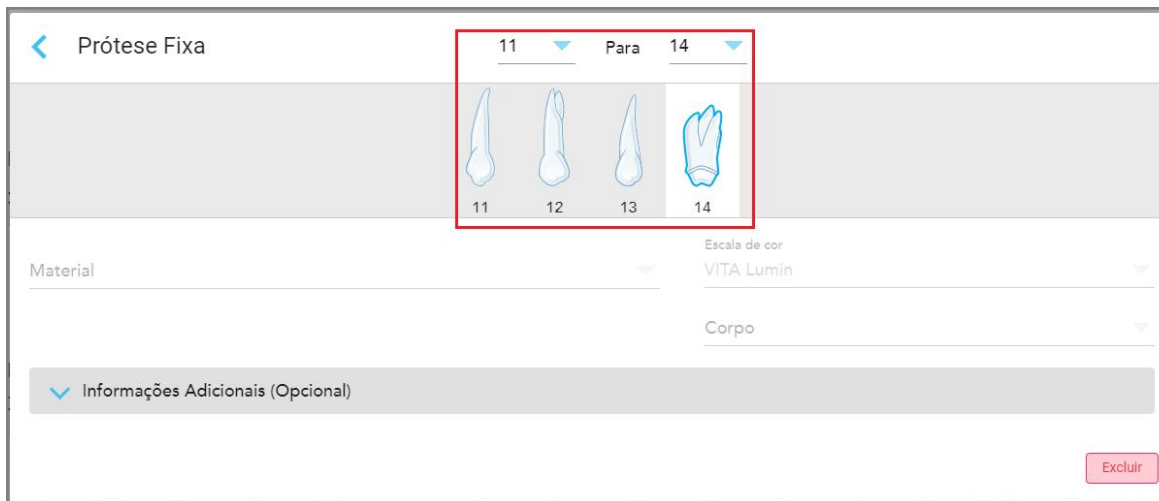 Prótese Fixa
11 Para 14
11 12 13 14
Escala de cor
Material VITA Lumin
Corpo
Informações Adicionais (Opcional)
Excluir